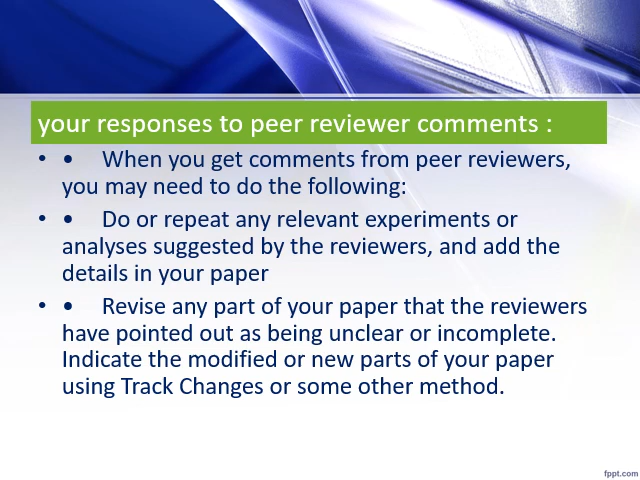 your responses to peer reviewer comments :
• • When you get comments from peer reviewers,
you may need to do the following:
• • Do or repeat any relevant experiments or
analyses suggested by the reviewers, and add the
details in your paper
• • Revise any part of your paper that the reviewers
have pointed out as being unclear or incomplete.
Indicate the modified or new parts of your paper
using Track Changes or some other method.
fppt.com